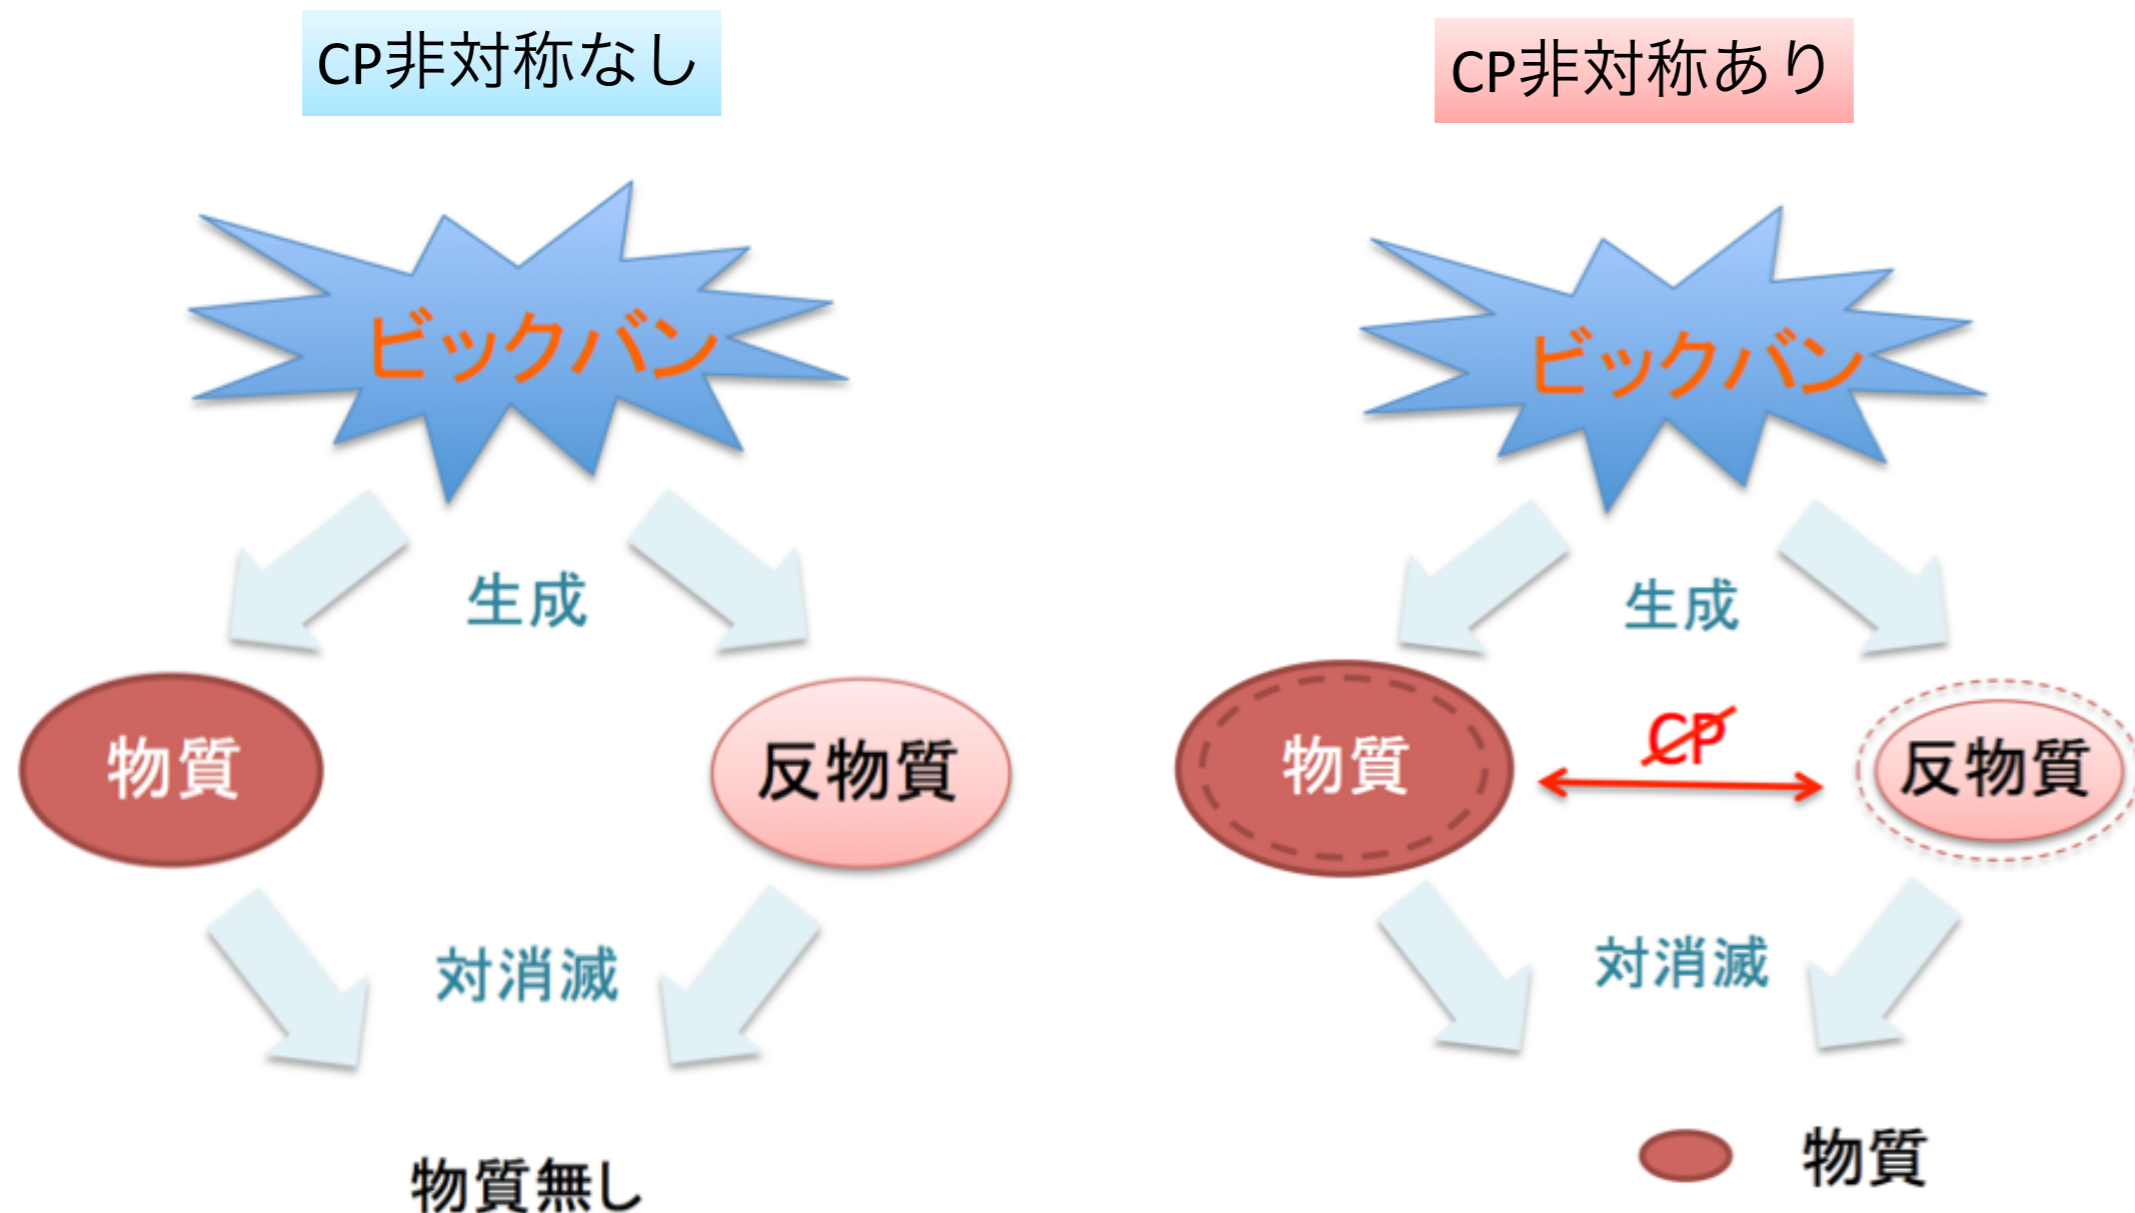 CP非対称なし
ビックバン
生成
物質
反物質
対消滅
物質無し
CP非対称あり
ビックバン
生成
物質
CP
反物質
対消滅
物質